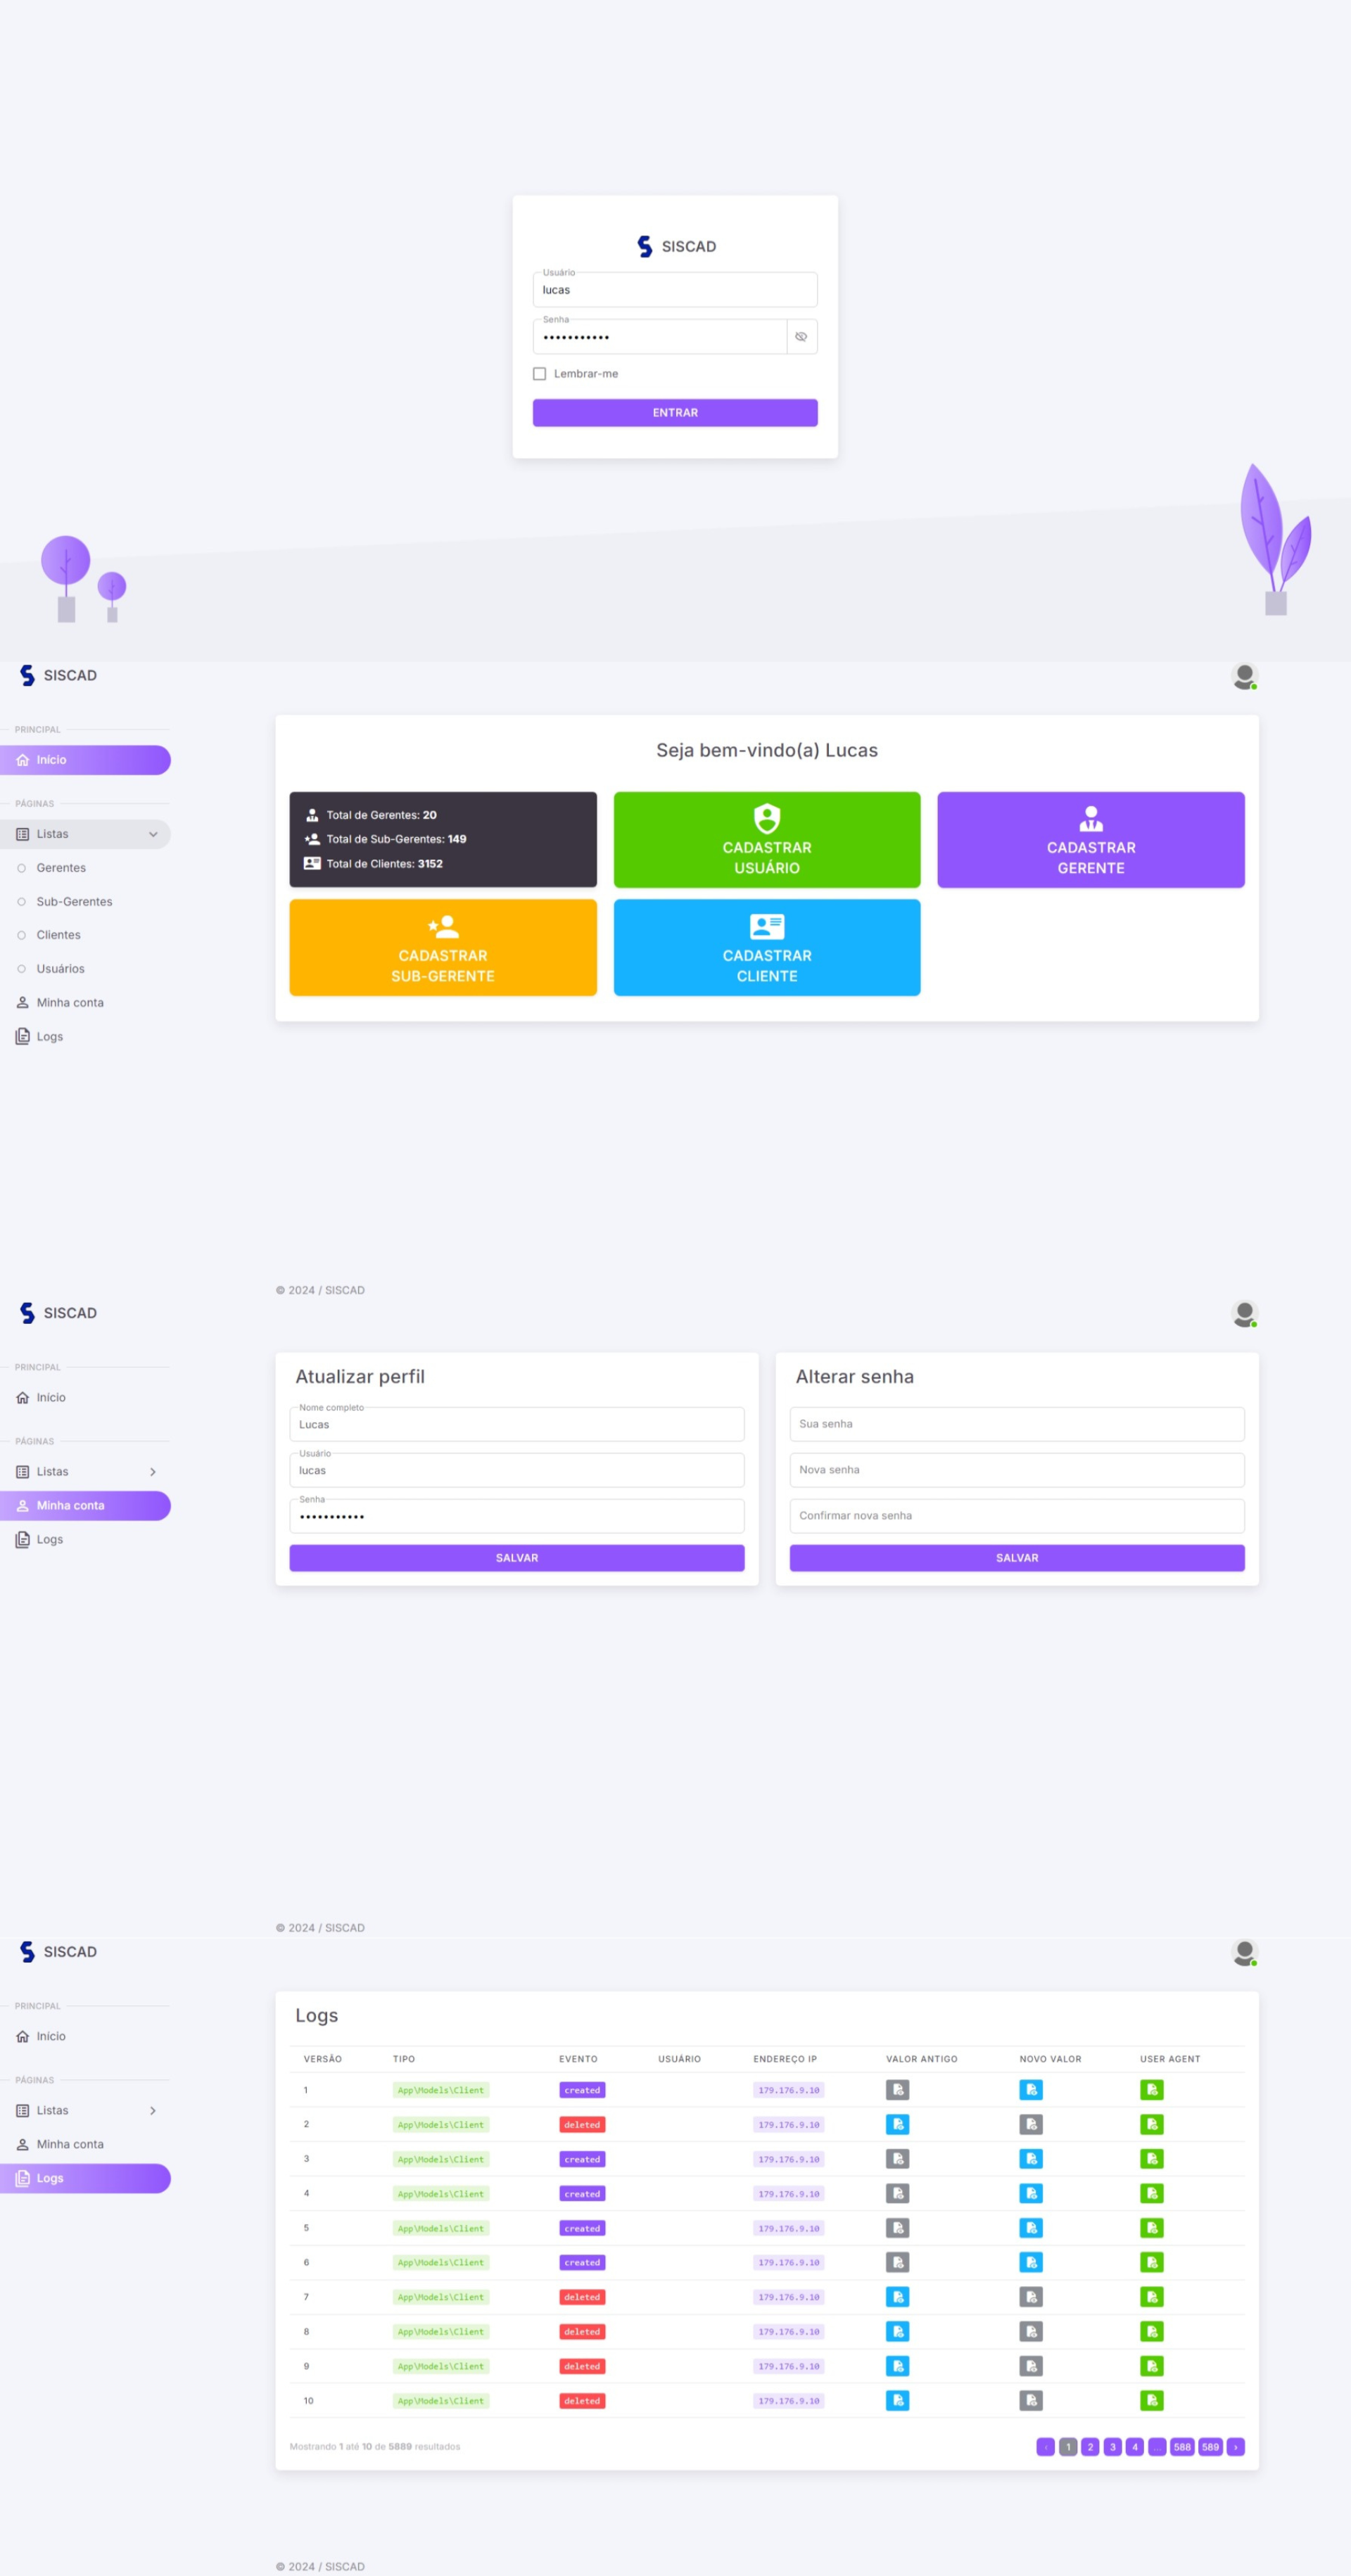 SISCAD
Usuário
lucas
Senha
•••••••••••
Lembrar-me
ENTRAR
SISCAD
PRINCIPAL
Início
PÁGINAS
Listas
Gerentes
Sub-Gerentes
Clientes
Usuários
Minha conta
Logs
Seja bem-vindo(a) Lucas
Total de Gerentes: 20
Total de Sub-Gerentes: 149
Total de Clientes: 3152
CADASTRAR
USUÁRIO
CADASTRAR
GERENTE
CADASTRAR
SUB-GERENTE
CADASTRAR
CLIENTE
© 2024 / SISCAD
SISCAD
PRINCIPAL
Início
PÁGINAS
Listas
Minha conta
Logs
Atualizar perfil
Nome completo
Lucas
Usuário
lucas
Senha
•••••••••••
SALVAR
Alterar senha
Sua senha
Nova senha
Confirmar nova senha
SALVAR
© 2024 / SISCAD
SISCAD
PRINCIPAL
Início
PÁGINAS
Listas
Minha conta
Logs
Logs
VERSÃO TIPO EVENTO USUÁRIO ENDEREÇO IP VALOR ANTIGO NOVO VALOR USER AGENT
1 App\Models\Client created 179.176.9.10
2 App\Models\Client deleted 179.176.9.10
3 App\Models\Client created 179.176.9.10
4 App\Models\Client created 179.176.9.10
5 App\Models\Client created 179.176.9.10
6 App\Models\Client created 179.176.9.10
7 App\Models\Client deleted 179.176.9.10
8 App\Models\Client deleted 179.176.9.10
9 App\Models\Client deleted 179.176.9.10
10 App\Models\Client deleted 179.176.9.10
Mostrando 1 até 10 de 5889 resultados
‹ 1 2 3 4 ... 588 589 ›
© 2024 / SISCAD